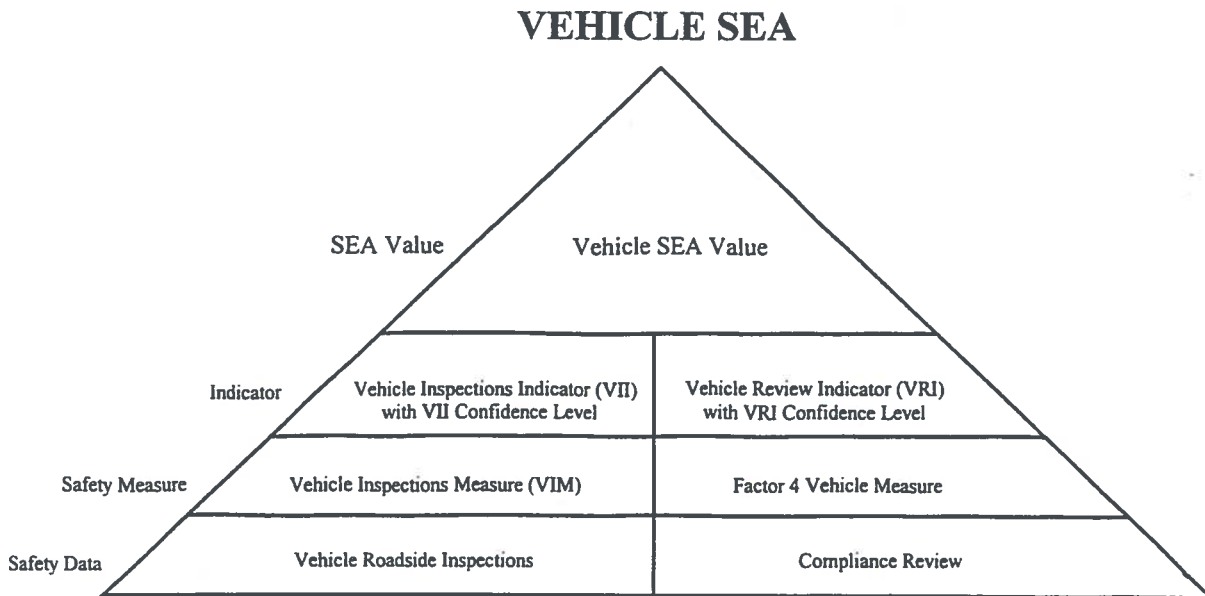 VEHICLE SEA
SEA Value
Vehicle SEA Value
Indicator
Vehicle Inspections Indicator (VII)
with VII Confidence Level
Vehicle Review Indicator (VRI)
with VRI Confidence Level
Safety Measure
Vehicle Inspections Measure (VIM)
Factor 4 Vehicle Measure
Safety Data
Vehicle Roadside Inspections
Compliance Review